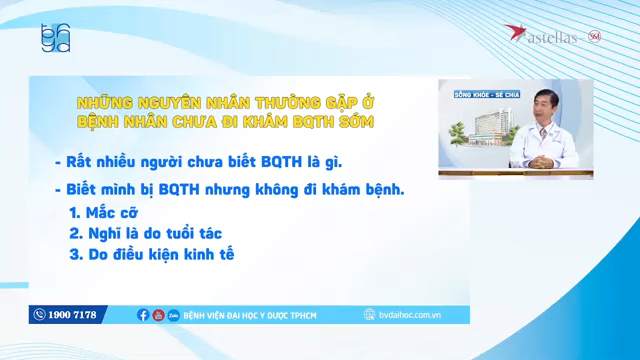 astellas
SỐNG KHỎE - SẺ CHIA
NHỮNG NGUYÊN NHÂN THƯỜNG GẶP Ở
BỆNH NHÂN CHƯA ĐI KHÁM BQTH SỚM
- Rất nhiều người chưa biết BQTH là gì.
- Biết mình bị BQTH nhưng không đi khám bệnh.
1. Mắc cỡ
2. Nghĩ là do tuổi tác
3. Do điều kiện kinh tế
1900 7178
Zalo
BỆNH VIỆN ĐẠI HỌC Y DƯỢC TPHCM
bvdaihoc.com.vn